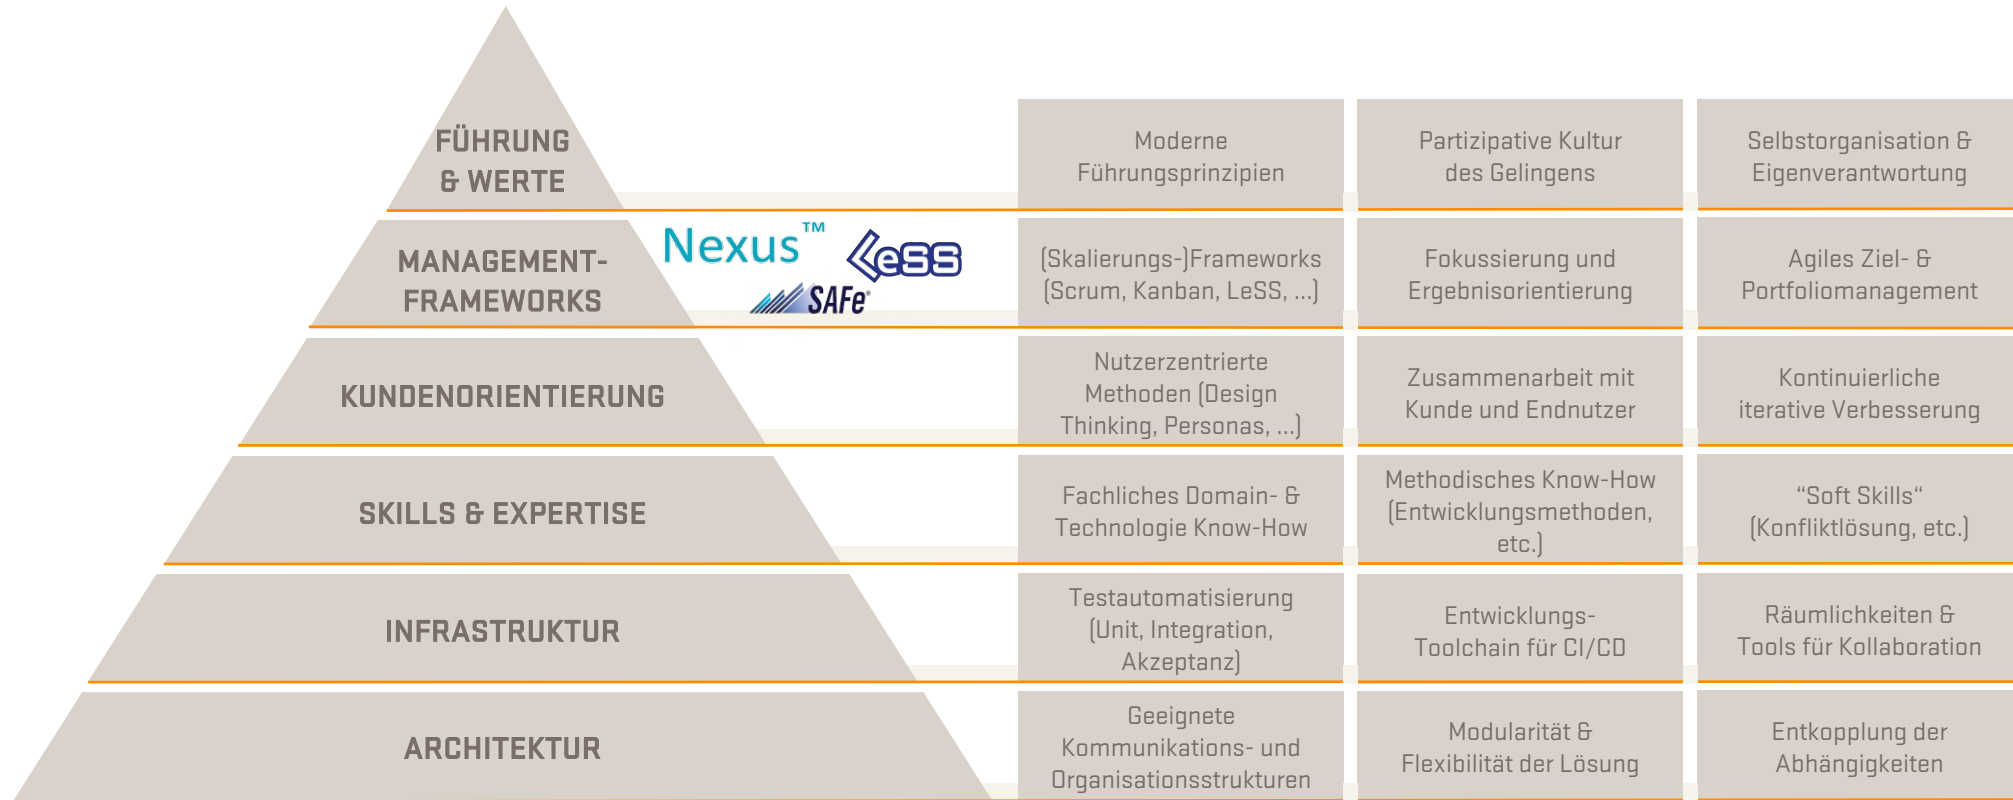 FÜHRUNG
& WERTE
Moderne
Führungsprinzipien
Partizipative Kultur
des Gelingens
Selbstorganisation &
Eigenverantwortung
MANAGEMENT-
FRAMEWORKS
Nexus™
LeSS
SAFe®
(Skalierungs-)Frameworks
(Scrum, Kanban, LeSS, ...)
Fokussierung und
Ergebnisorientierung
Agiles Ziel- &
Portfoliomanagement
KUNDENORIENTIERUNG
Nutzerzentrierte
Methoden (Design
Thinking, Personas, ...)
Zusammenarbeit mit
Kunde und Endnutzer
Kontinuierliche
iterative Verbesserung
SKILLS & EXPERTISE
Fachliches Domain- &
Technologie Know-How
Methodisches Know-How
(Entwicklungsmethoden,
etc.)
“Soft Skills“
(Konfliktlösung, etc.)
INFRASTRUKTUR
Testautomatisierung
(Unit, Integration,
Akzeptanz)
Entwicklungs-
Toolchain für CI/CD
Räumlichkeiten &
Tools für Kollaboration
ARCHITEKTUR
Geeignete
Kommunikations- und
Organisationsstrukturen
Modularität &
Flexibilität der Lösung
Entkopplung der
Abhängigkeiten